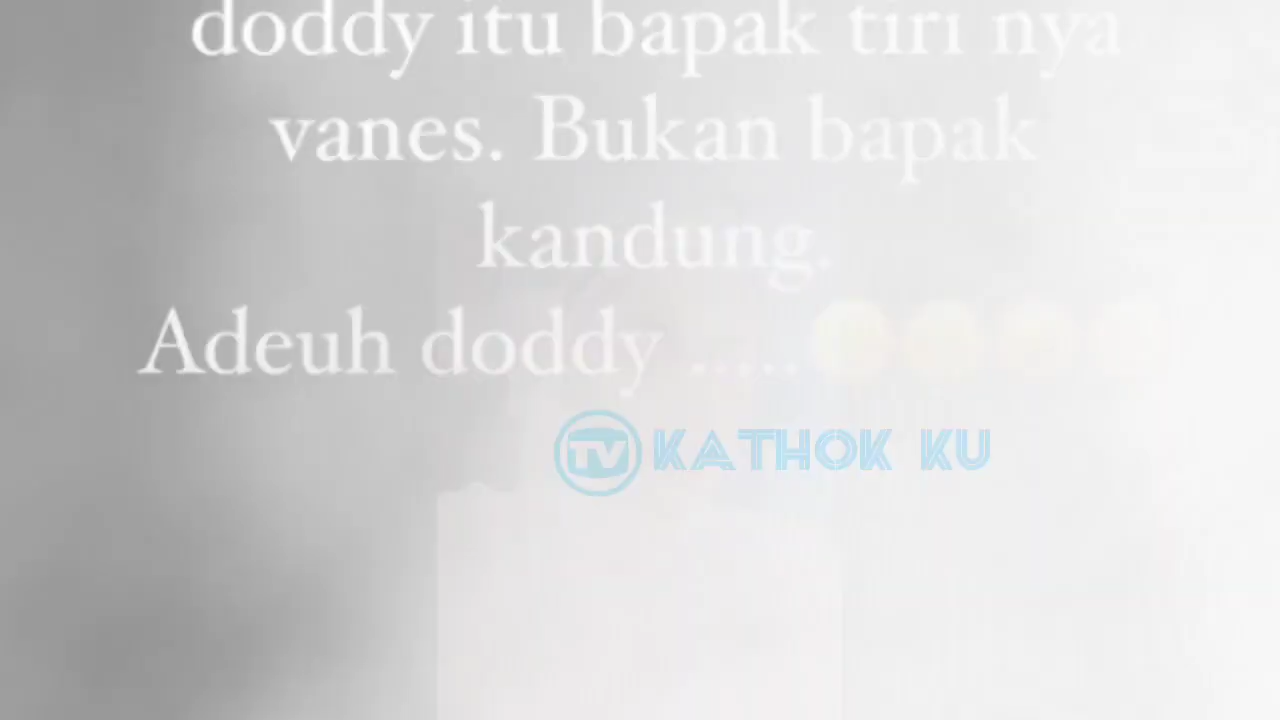 doddy itu bapak tiri nya
vanes. Bukan bapak
kandung.
Adeuh doddy .....
TV KATHOK KU